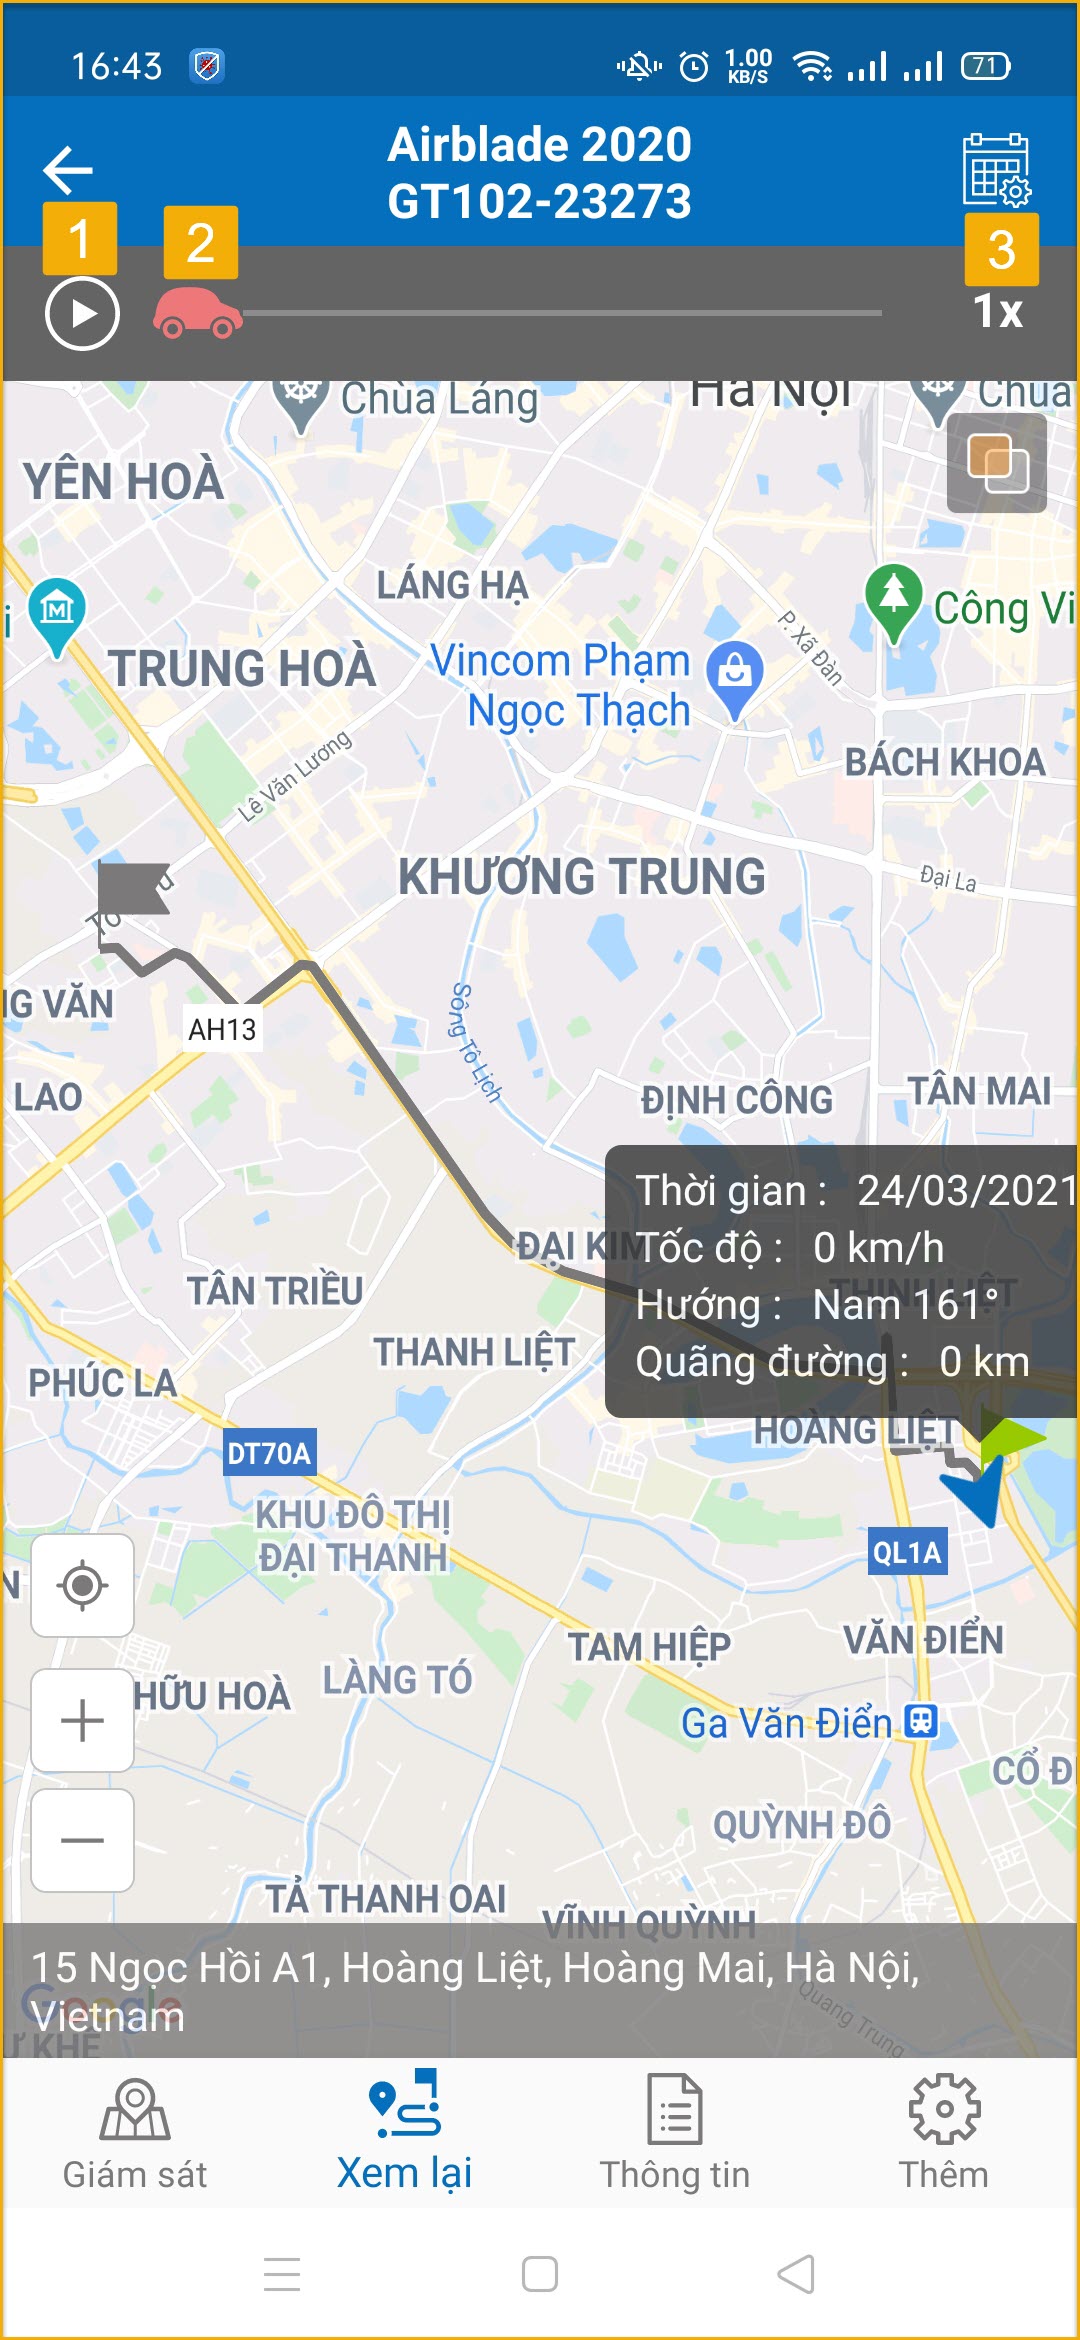 16:43
1.00
KB/S
71
Airblade 2020
GT102-23273
1
2
3
1x
Chùa Láng
Hà Nội
Chùa
YÊN HOÀ
LÁNG HẠ
Công Vi
P. Xã Đàn
TRUNG HOÀ
Vincom Phạm
Ngọc Thạch
Lê Văn Lương
BÁCH KHOA
KHƯƠNG TRUNG
Đại La
NG VĂN
Sông Tô Lịch
AH13
LAO
ĐỊNH CÔNG
TÂN MAI
Thời gian : 24/03/2021
ĐẠI KIM
Tốc độ : 0 km/h
TÂN TRIỀU
THỊNH LIỆT
Hướng : Nam 161°
THANH LIỆT
Quãng đường : 0 km
PHÚC LA
HOÀNG LIỆT
DT70A
KHU ĐÔ THỊ
ĐẠI THANH
QL1A
N
TAM HIỆP
VĂN ĐIỂN
HỮU HOÀ
LÀNG TÓ
Ga Văn Điển
CỔ Đ
QUỲNH ĐÔ
TẢ THANH OAI
VĨNH QUỲNH
15 Ngọc Hồi A1, Hoàng Liệt, Hoàng Mai, Hà Nội,
Vietnam
Google
Quang Trung
Ự KHÊ
Giám sát
Xem lại
Thông tin
Thêm